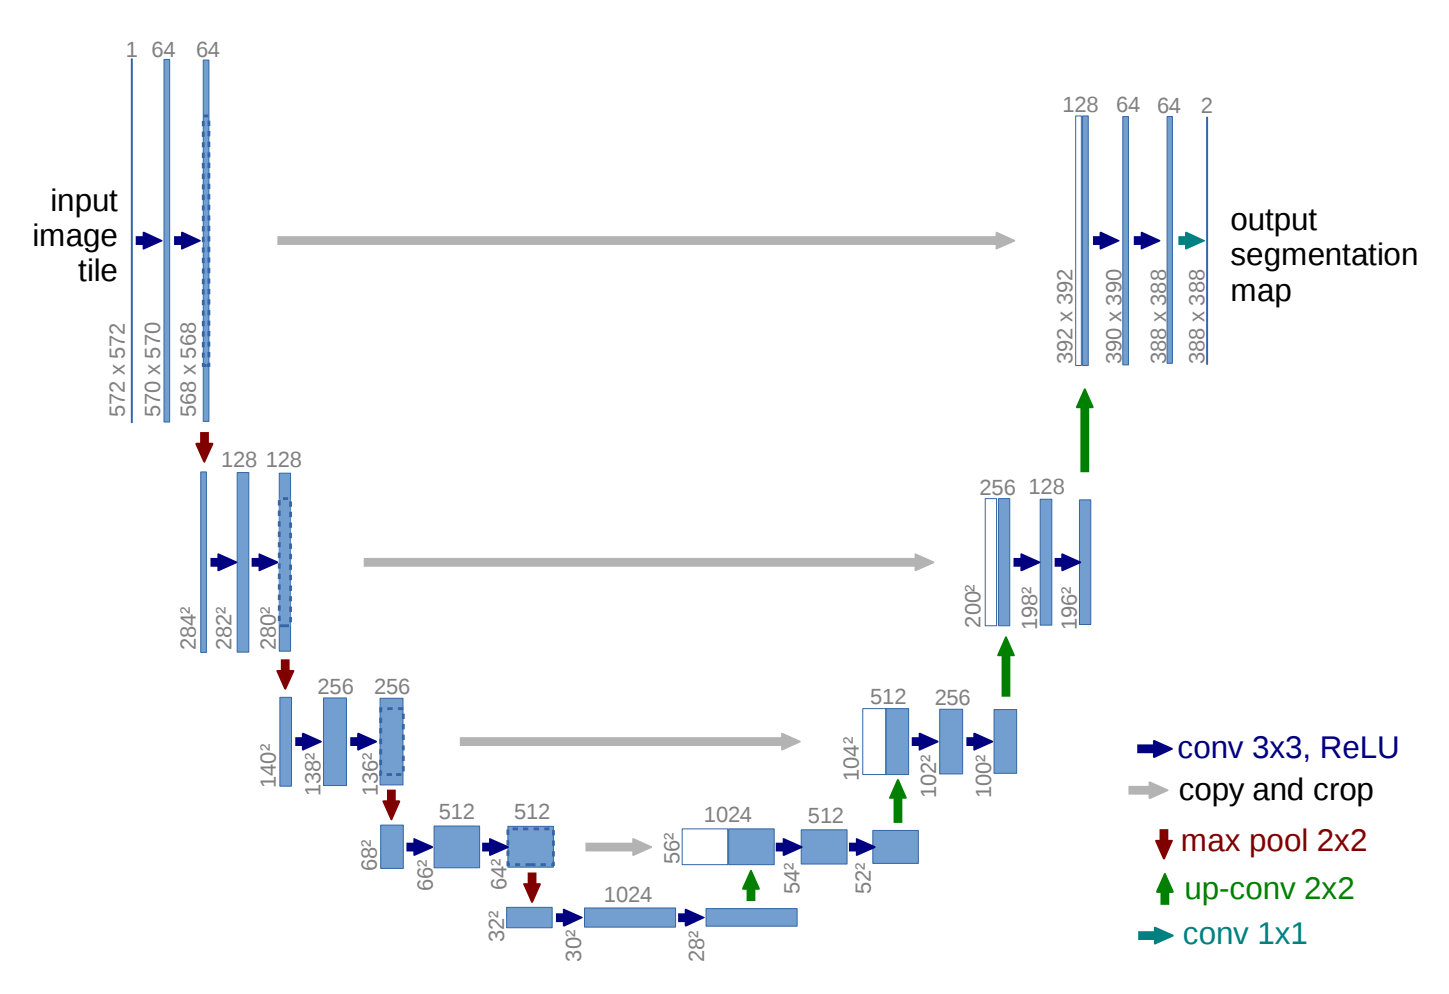 1 64 64
input
image
tile
572 x 572
570 x 570
568 x 568
128 64 64 2
392 x 392
390 x 390
388 x 388
388 x 388
output
segmentation
map
128 128
284²
282²
280²
256 128
200²
198²
196²
256 256
140²
138²
136²
512 256
104²
102²
100²
512 512
68²
66²
64²
1024 512
56²
54²
52²
1024
32²
30²
28²
conv 3x3, ReLU
copy and crop
max pool 2x2
up-conv 2x2
conv 1x1